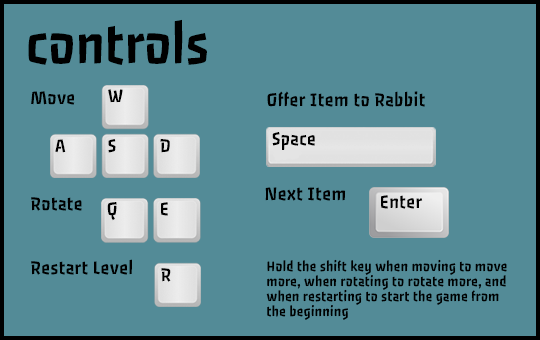 controls
Move
W
A S D
Rotate
Q E
Restart Level
R
Offer Item to Rabbit
Space
Next Item
Enter
Hold the shift key when moving to move
more, when rotating to rotate more, and
when restarting to start the game from
the beginning